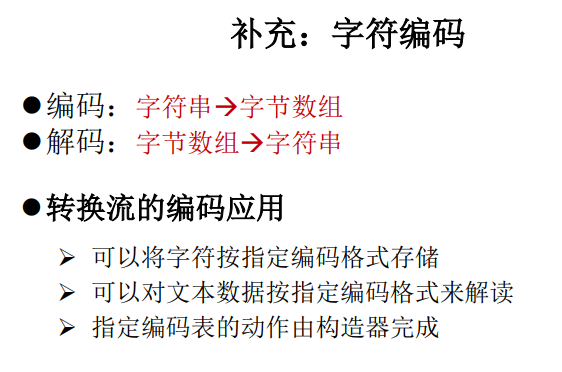 补充：字符编码
●编码：字符串→字节数组
●解码：字节数组→字符串
●转换流的编码应用
➢ 可以将字符按指定编码格式存储
➢ 可以对文本数据按指定编码格式来解读
➢ 指定编码表的动作由构造器完成